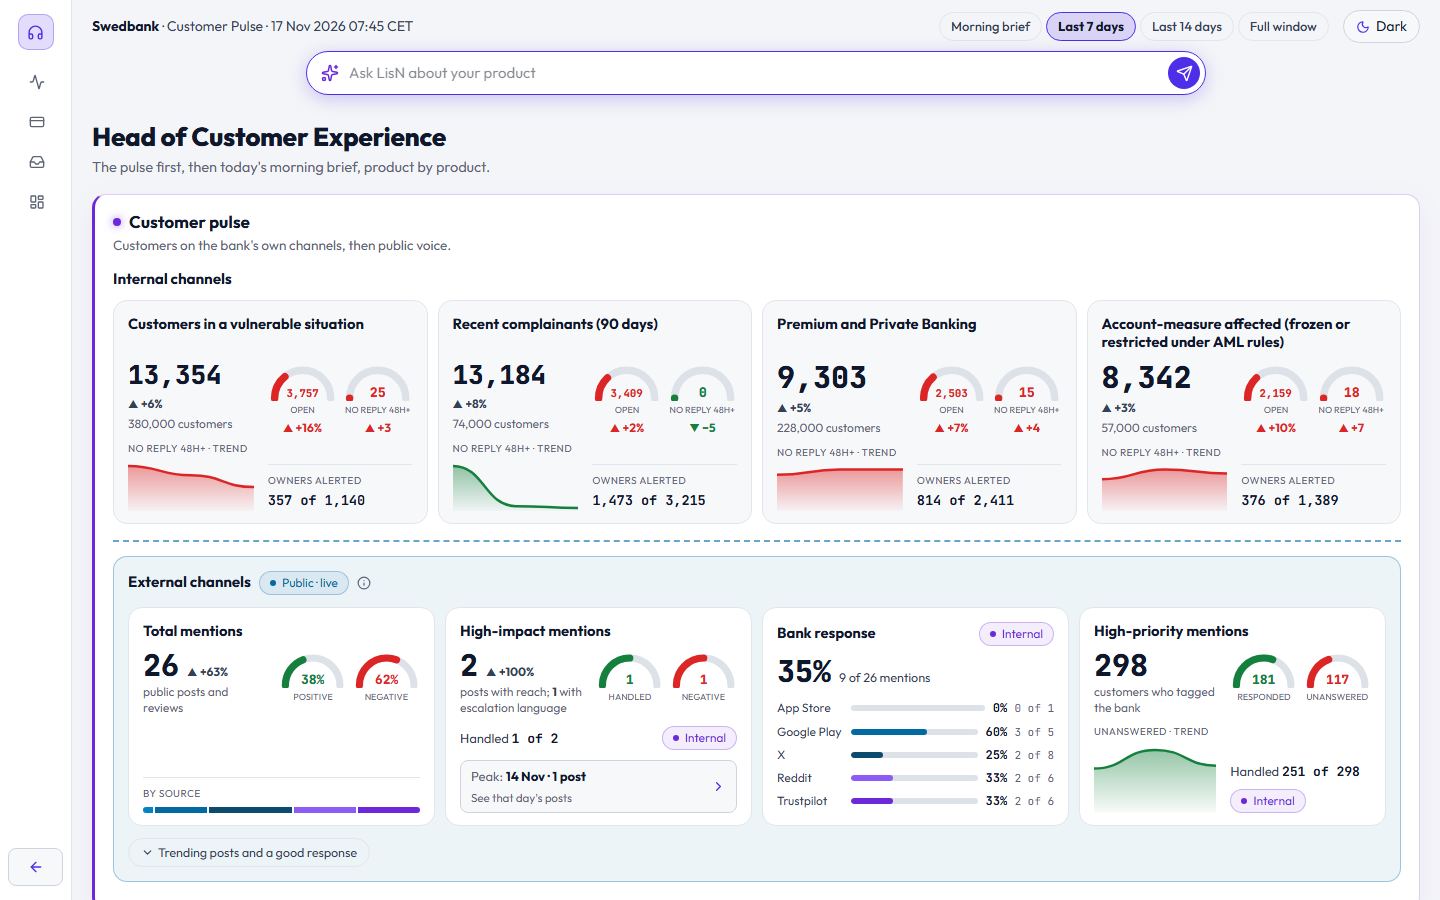 Swedbank · Customer Pulse · 17 Nov 2026 07:45 CET
Morning brief
Last 7 days
Last 14 days
Full window
Dark
Ask LisN about your product
Head of Customer Experience
The pulse first, then today's morning brief, product by product.
Customer pulse
Customers on the bank's own channels, then public voice.
Internal channels
Customers in a vulnerable situation
13,354
▲ +6%
380,000 customers
3,757
OPEN
▲ +16%
25
NO REPLY 48H+
▲ +3
NO REPLY 48H+ · TREND
OWNERS ALERTED
357 of 1,140
Recent complainants (90 days)
13,184
▲ +8%
74,000 customers
3,409
OPEN
▲ +2%
0
NO REPLY 48H+
▼ −5
NO REPLY 48H+ · TREND
OWNERS ALERTED
1,473 of 3,215
Premium and Private Banking
9,303
▲ +5%
228,000 customers
2,503
OPEN
▲ +7%
15
NO REPLY 48H+
▲ +4
NO REPLY 48H+ · TREND
OWNERS ALERTED
814 of 2,411
Account-measure affected (frozen or
restricted under AML rules)
8,342
▲ +3%
57,000 customers
2,159
OPEN
▲ +10%
18
NO REPLY 48H+
▲ +7
NO REPLY 48H+ · TREND
OWNERS ALERTED
376 of 1,389
External channels
Public · live
Total mentions
26 ▲ +63%
public posts and
reviews
38%
POSITIVE
62%
NEGATIVE
BY SOURCE
High-impact mentions
2 ▲ +100%
posts with reach; 1 with
escalation language
1
HANDLED
1
NEGATIVE
Handled 1 of 2
Internal
Peak: 14 Nov · 1 post
See that day's posts
Bank response
Internal
35% 9 of 26 mentions
App Store 0% 0 of 1
Google Play 60% 3 of 5
X 25% 2 of 8
Reddit 33% 2 of 6
Trustpilot 33% 2 of 6
High-priority mentions
298
customers who tagged
the bank
181
RESPONDED
117
UNANSWERED
UNANSWERED · TREND
Handled 251 of 298
Internal
Trending posts and a good response